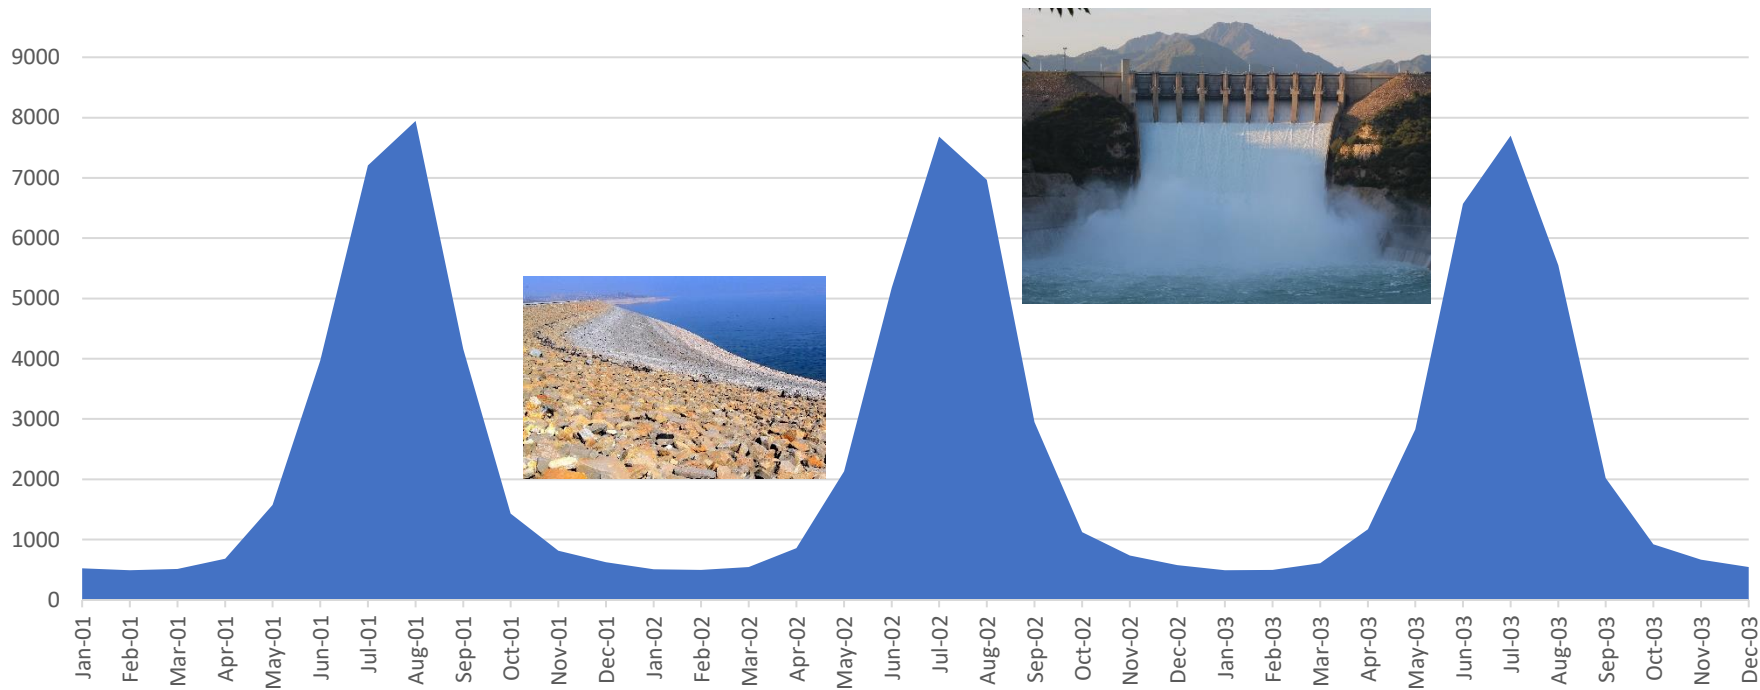 9000
8000
7000
6000
5000
4000
3000
2000
1000
0
Jan-01
Feb-01
Mar-01
Apr-01
May-01
Jun-01
Jul-01
Aug-01
Sep-01
Oct-01
Nov-01
Dec-01
Jan-02
Feb-02
Mar-02
Apr-02
May-02
Jun-02
Jul-02
Aug-02
Sep-02
Oct-02
Nov-02
Dec-02
Jan-03
Feb-03
Mar-03
Apr-03
May-03
Jun-03
Jul-03
Aug-03
Sep-03
Oct-03
Nov-03
Dec-03